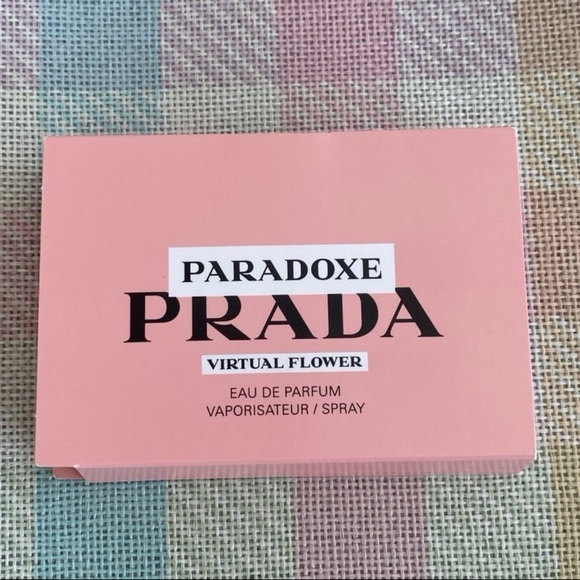 PARADOXE
PRADA
VIRTUAL FLOWER
EAU DE PARFUM
VAPORISATEUR / SPRAY